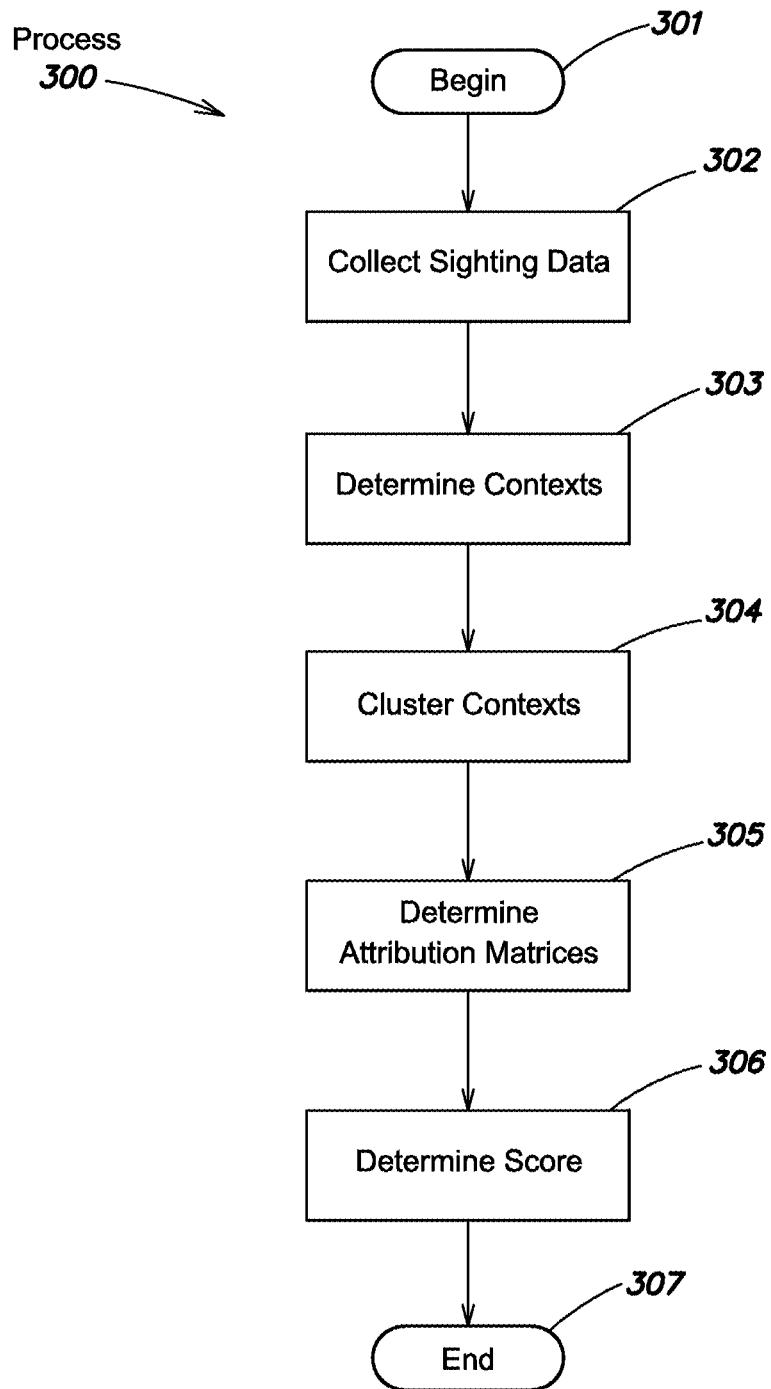 Process
300
301
Begin
302
Collect Sighting Data
303
Determine Contexts
304
Cluster Contexts
305
Determine
Attribution Matrices
306
Determine Score
307
End